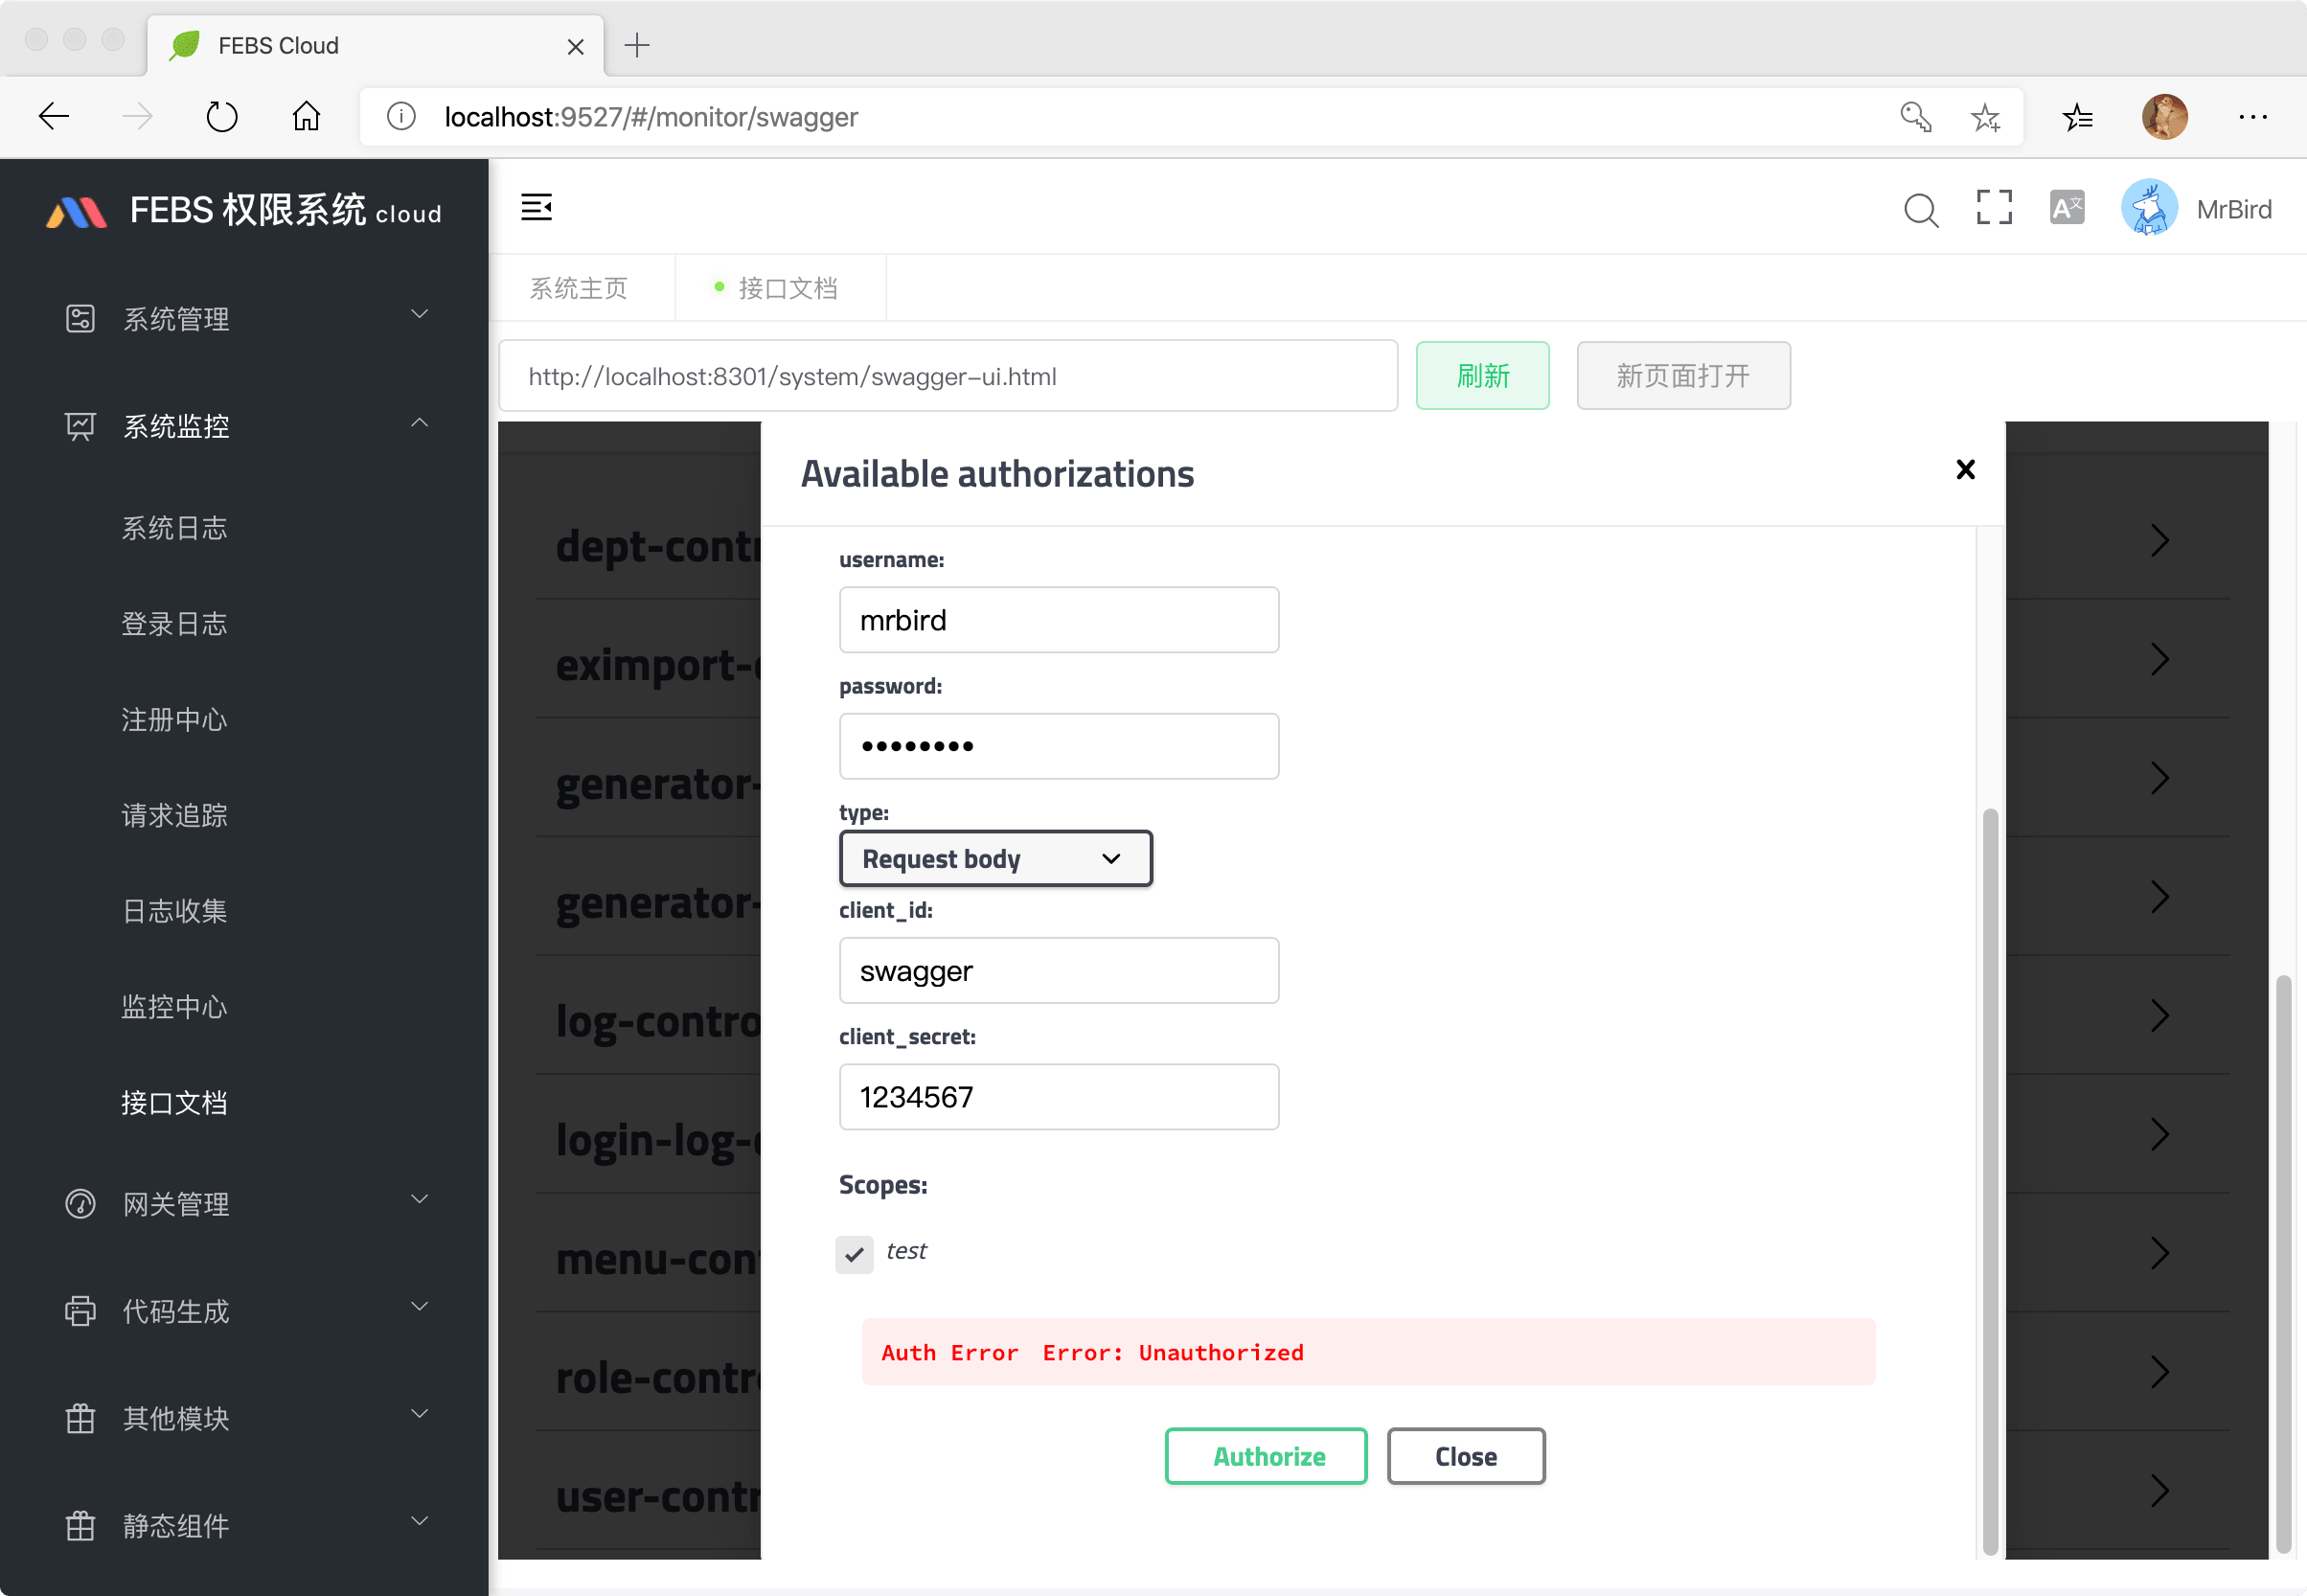 FEBS Cloud
localhost:9527/#/monitor/swagger
FEBS 权限系统 cloud
MrBird
系统主页
接口文档
系统管理
系统监控
系统日志
登录日志
注册中心
请求追踪
日志收集
监控中心
接口文档
网关管理
代码生成
其他模块
静态组件
http://localhost:8301/system/swagger-ui.html
刷新
新页面打开
dept-contr
eximport-
generator-
generator-
log-contro
login-log-
menu-con
role-contr
user-contr
Available authorizations
username:
mrbird
password:
••••••••
type:
Request body
client_id:
swagger
client_secret:
1234567
Scopes:
test
Auth Error Error: Unauthorized
Authorize
Close